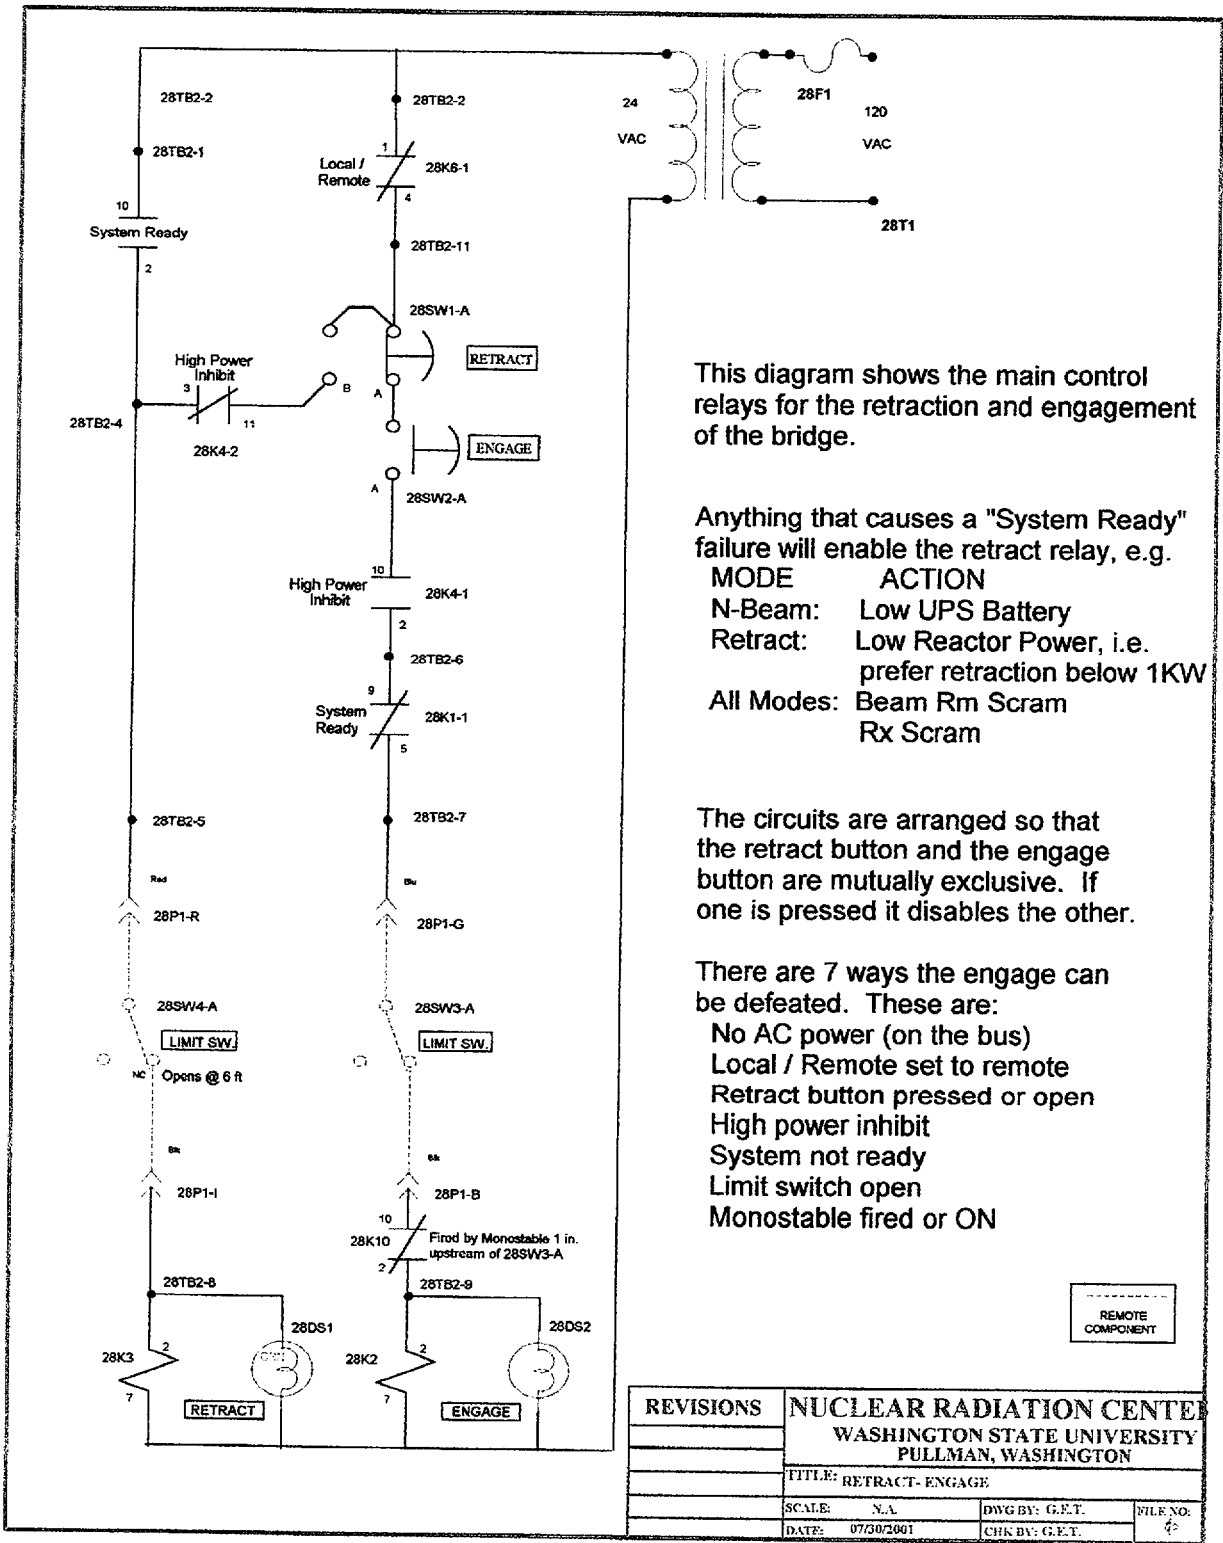 28TB2-2
28TB2-2
28TB2-1
Local /
Remote
1
28K6-1
4
24
VAC
28F1
120
VAC
28T1
10
System Ready
2
28TB2-11
28SW1-A
RETRACT
High Power
Inhibit
3
11
B
A
28TB2-4
28K4-2
ENGAGE
A
28SW2-A
High Power
Inhibit
10
28K4-1
2
28TB2-6
9
System
Ready
28K1-1
5
28TB2-5
28TB2-7
Red
Blu
28P1-R
28P1-G
28SW4-A
28SW3-A
LIMIT SW.
LIMIT SW.
NC
Opens @ 6 ft
Blk
Blk
28P1-I
28P1-B
10
28K10
Fired by Monostable 1 in.
upstream of 28SW3-A
2
28TB2-8
28TB2-9
28DS1
28DS2
28K3
2
7
28K2
2
7
RETRACT
ENGAGE
This diagram shows the main control
relays for the retraction and engagement
of the bridge.
Anything that causes a "System Ready"
failure will enable the retract relay, e.g.
MODE ACTION
N-Beam: Low UPS Battery
Retract: Low Reactor Power, i.e.
prefer retraction below 1KW
All Modes: Beam Rm Scram
Rx Scram
The circuits are arranged so that
the retract button and the engage
button are mutually exclusive. If
one is pressed it disables the other.
There are 7 ways the engage can
be defeated. These are:
No AC power (on the bus)
Local / Remote set to remote
Retract button pressed or open
High power inhibit
System not ready
Limit switch open
Monostable fired or ON
REMOTE
COMPONENT
REVISIONS
NUCLEAR RADIATION CENTER
WASHINGTON STATE UNIVERSITY
PULLMAN, WASHINGTON
TITLE: RETRACT- ENGAGE
SCALE: N.A. DWG BY: G.E.T. FILE NO:
DATE: 07/30/2001 CHK BY: G.E.T.